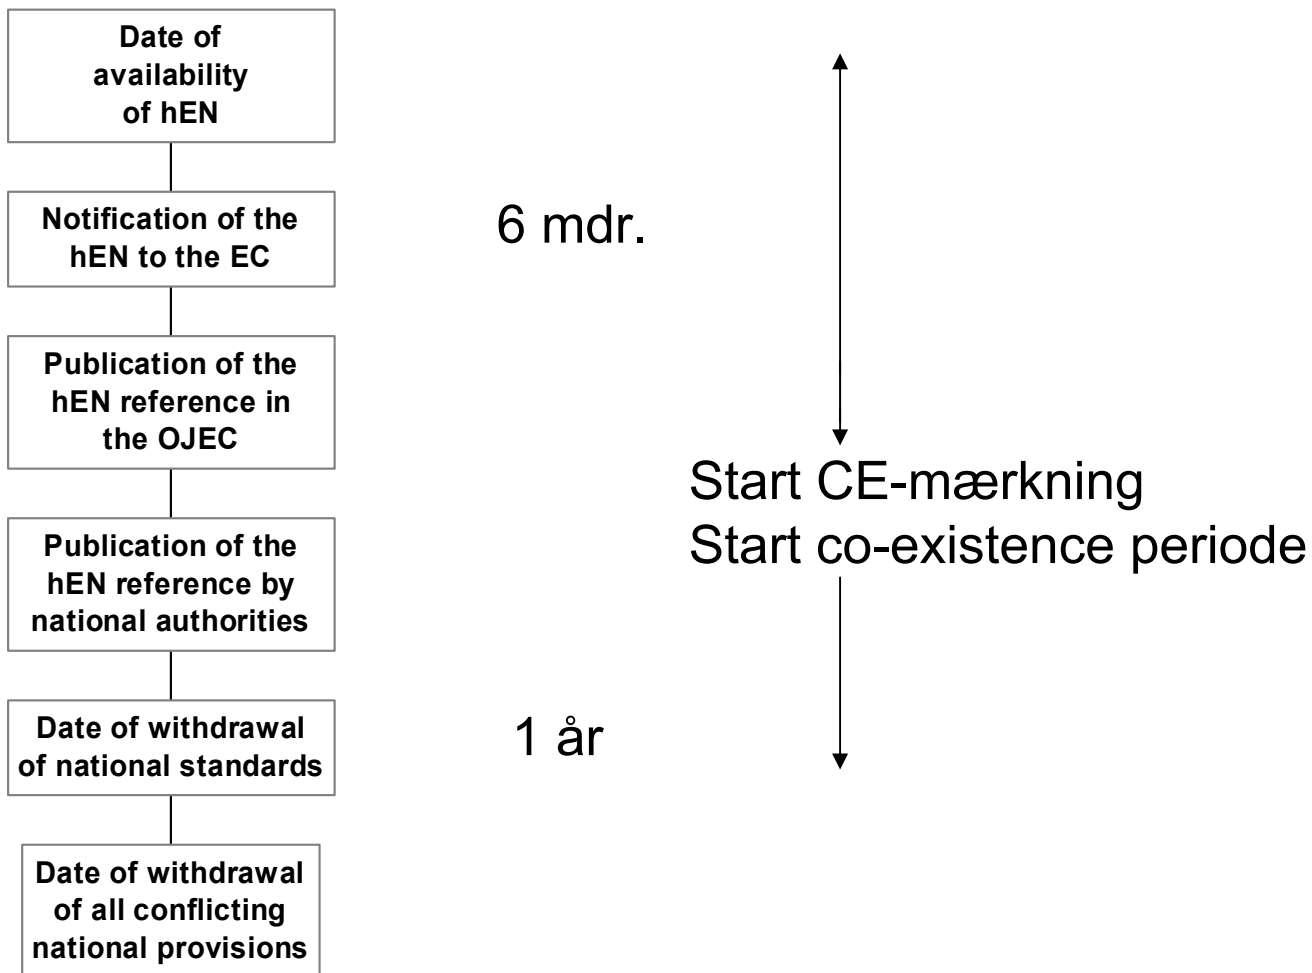 Date of
availability
of hEN
Notification of the
hEN to the EC
6 mdr.
Publication of the
hEN reference in
the OJEC
Start CE-mærkning
Start co-existence periode
Publication of the
hEN reference by
national authorities
Date of withdrawal
of national standards
1 år
Date of withdrawal
of all conflicting
national provisions